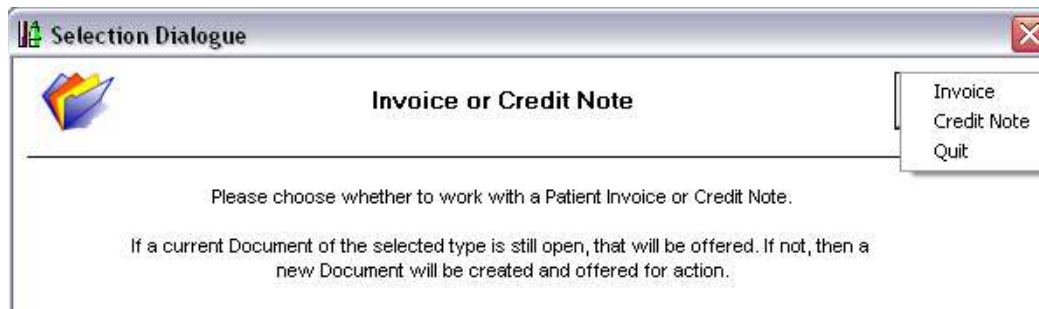 Selection Dialogue
Invoice or Credit Note
Invoice
Credit Note
Quit
Please choose whether to work with a Patient Invoice or Credit Note.
If a current Document of the selected type is still open, that will be offered. If not, then a
new Document will be created and offered for action.